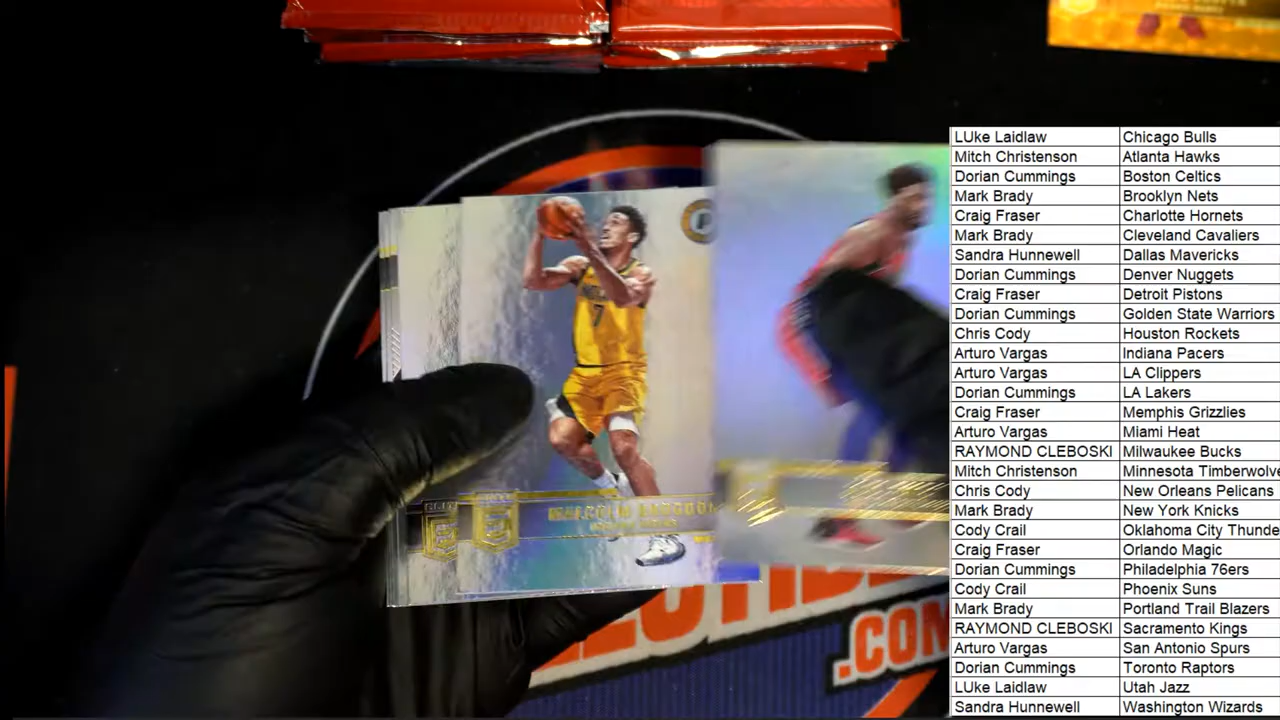 LUke Laidlaw Chicago Bulls
Mitch Christenson Atlanta Hawks
Dorian Cummings Boston Celtics
Mark Brady Brooklyn Nets
Craig Fraser Charlotte Hornets
Mark Brady Cleveland Cavaliers
Sandra Hunnewell Dallas Mavericks
Dorian Cummings Denver Nuggets
Craig Fraser Detroit Pistons
Dorian Cummings Golden State Warriors
Chris Cody Houston Rockets
Arturo Vargas Indiana Pacers
Arturo Vargas LA Clippers
Dorian Cummings LA Lakers
Craig Fraser Memphis Grizzlies
Arturo Vargas Miami Heat
RAYMOND CLEBOSKI Milwaukee Bucks
Mitch Christenson Minnesota Timberwolve
Chris Cody New Orleans Pelicans
Mark Brady New York Knicks
Cody Crail Oklahoma City Thunde
Craig Fraser Orlando Magic
Dorian Cummings Philadelphia 76ers
Cody Crail Phoenix Suns
Mark Brady Portland Trail Blazers
RAYMOND CLEBOSKI Sacramento Kings
Arturo Vargas San Antonio Spurs
Dorian Cummings Toronto Raptors
LUke Laidlaw Utah Jazz
Sandra Hunnewell Washington Wizards
7
MALCOLM BROGDON
.COM